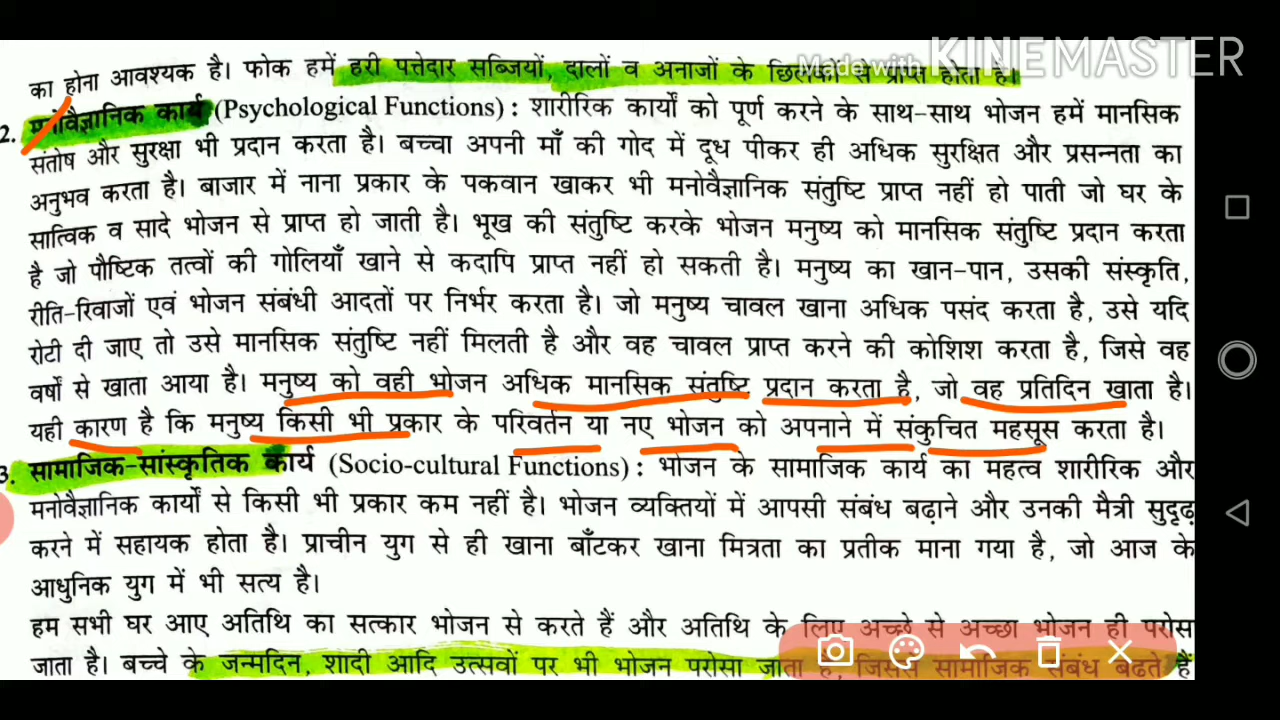 Made with KINEMASTER
का होना आवश्यक है। फोक हमें हरी पत्तेदार सब्जियों, दालों व अनाजों के छिलकों से प्राप्त होता है।
2. मनोवैज्ञानिक कार्य (Psychological Functions) : शारीरिक कार्यों को पूर्ण करने के साथ-साथ भोजन हमें मानसिक
संतोष और सुरक्षा भी प्रदान करता है। बच्चा अपनी माँ की गोद में दूध पीकर ही अधिक सुरक्षित और प्रसन्नता का
अनुभव करता है। बाजार में नाना प्रकार के पकवान खाकर भी मनोवैज्ञानिक संतुष्टि प्राप्त नहीं हो पाती जो घर के
सात्विक व सादे भोजन से प्राप्त हो जाती है। भूख की संतुष्टि करके भोजन मनुष्य को मानसिक संतुष्टि प्रदान करता
है जो पौष्टिक तत्वों की गोलियाँ खाने से कदापि प्राप्त नहीं हो सकती है। मनुष्य का खान-पान, उसकी संस्कृति,
रीति-रिवाजों एवं भोजन संबंधी आदतों पर निर्भर करता है। जो मनुष्य चावल खाना अधिक पसंद करता है, उसे यदि
रोटी दी जाए तो उसे मानसिक संतुष्टि नहीं मिलती है और वह चावल प्राप्त करने की कोशिश करता है, जिसे वह
वर्षों से खाता आया है। मनुष्य को वही भोजन अधिक मानसिक संतुष्टि प्रदान करता है, जो वह प्रतिदिन खाता है।
यही कारण है कि मनुष्य किसी भी प्रकार के परिवर्तन या नए भोजन को अपनाने में संकुचित महसूस करता है।
3. सामाजिक-सांस्कृतिक कार्य (Socio-cultural Functions) : भोजन के सामाजिक कार्य का महत्व शारीरिक और
मनोवैज्ञानिक कार्यों से किसी भी प्रकार कम नहीं है। भोजन व्यक्तियों में आपसी संबंध बढ़ाने और उनकी मैत्री सुदृढ़
करने में सहायक होता है। प्राचीन युग से ही खाना बाँटकर खाना मित्रता का प्रतीक माना गया है, जो आज के
आधुनिक युग में भी सत्य है।
हम सभी घर आए अतिथि का सत्कार भोजन से करते हैं और अतिथि के लिए अच्छे से अच्छा भोजन ही परोसा
जाता है। बच्चे के जन्मदिन, शादी आदि उत्सवों पर भी भोजन परोसा जाता है, जिससे सामाजिक संबंध बढ़ते हैं